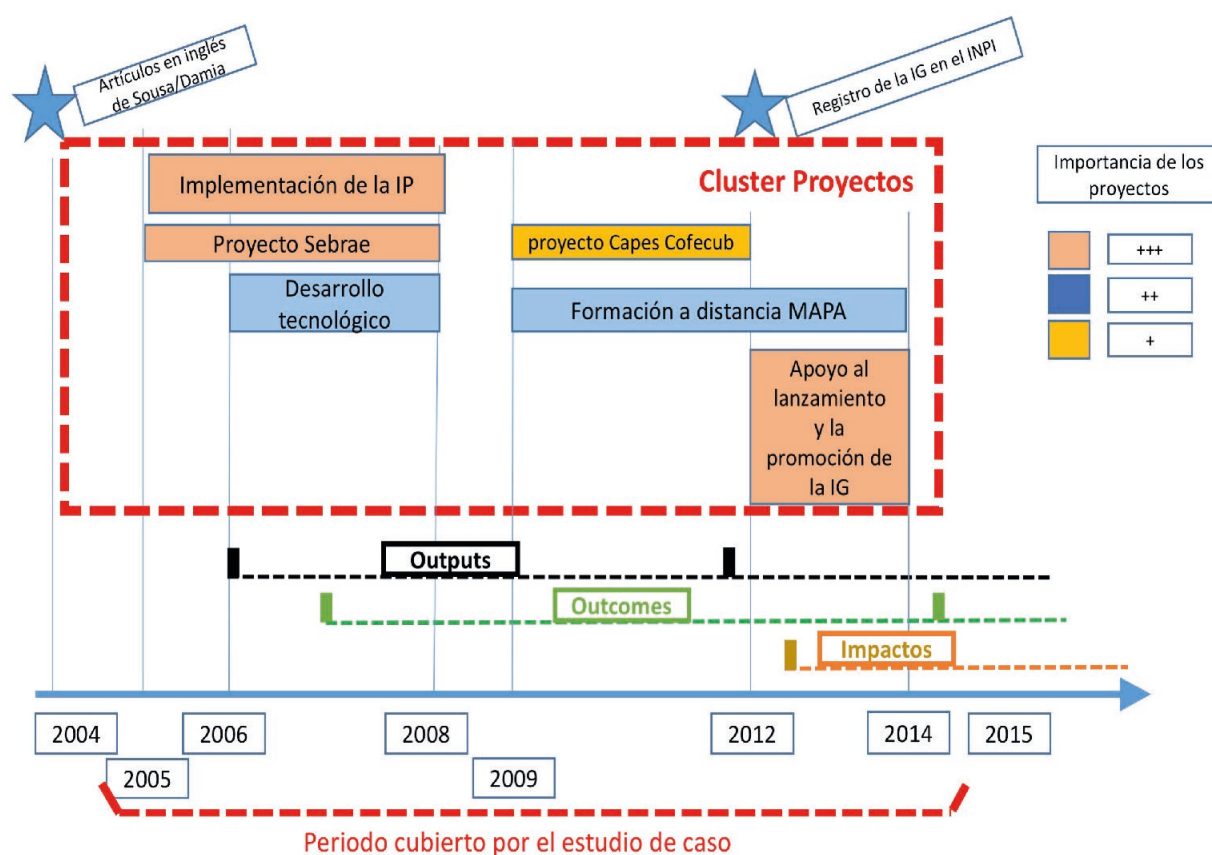 Artículos en inglés
de Sousa/Damia
Registro de la IG en el INPI
Implementación de la IP
Cluster Proyectos
Importancia de los
proyectos
Proyecto Sebrae
proyecto Capes Cofecub
+++
Desarrollo
tecnológico
Formación a distancia MAPA
++
+
Apoyo al
lanzamiento
y la
promoción de
la IG
Outputs
Outcomes
Impactos
2004
2006
2008
2012
2014
2015
2005
2009
Periodo cubierto por el estudio de caso